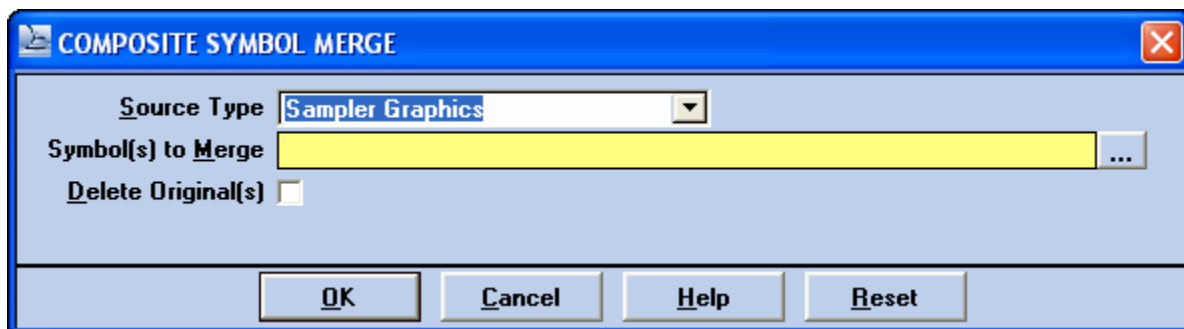 COMPOSITE SYMBOL MERGE
Source Type Sampler Graphics
Symbol(s) to Merge ...
Delete Original(s)
OK Cancel Help Reset